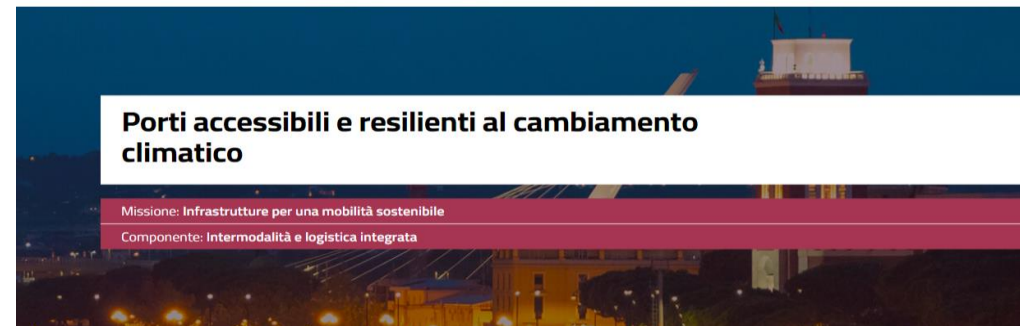 Porti accessibili e resilienti al cambiamento
climatico
Missione: Infrastrutture per una mobilità sostenibile
Componente: Intermodalità e logistica integrata